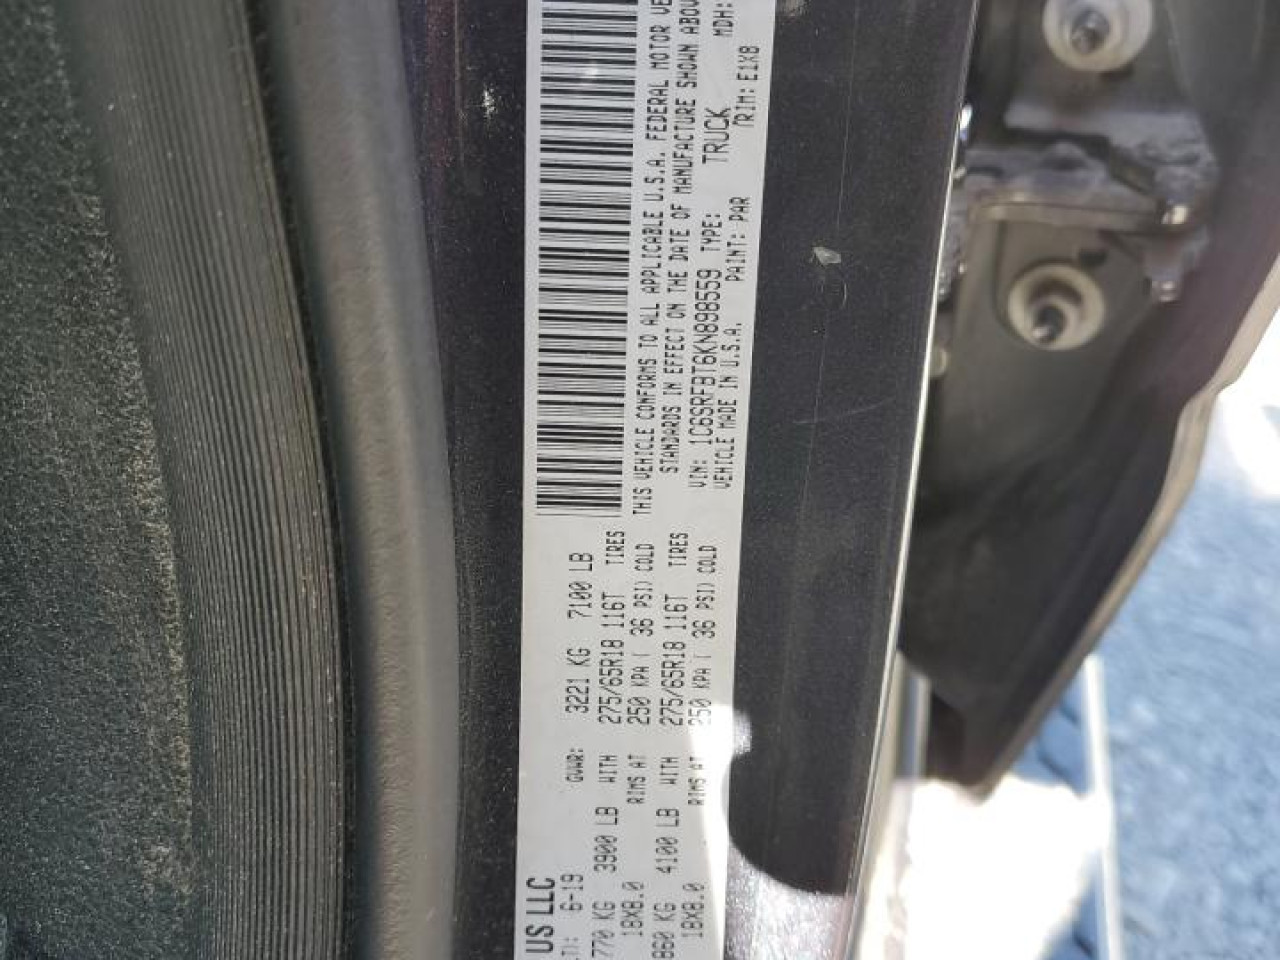 US LLC
6-19 GVWR: 3221 KG 7100 LB
770 KG 3900 LB WITH 275/65R18 116T TIRES
18X8.0 RIMS AT 250 KPA ( 36 PSI) COLD
860 KG 4100 LB WITH 275/65R18 116T TIRES
18X8.0 RIMS AT 250 KPA ( 36 PSI) COLD
THIS VEHICLE CONFORMS TO ALL APPLICABLE U.S.A. FEDERAL MOTOR VE
STANDARDS IN EFFECT ON THE DATE OF MANUFACTURE SHOWN ABOV
VIN: 1C6SRFBT6KN898559 TYPE: TRUCK MDH:
VEHICLE MADE IN U.S.A. PAINT: PAR TRIM: E1X8